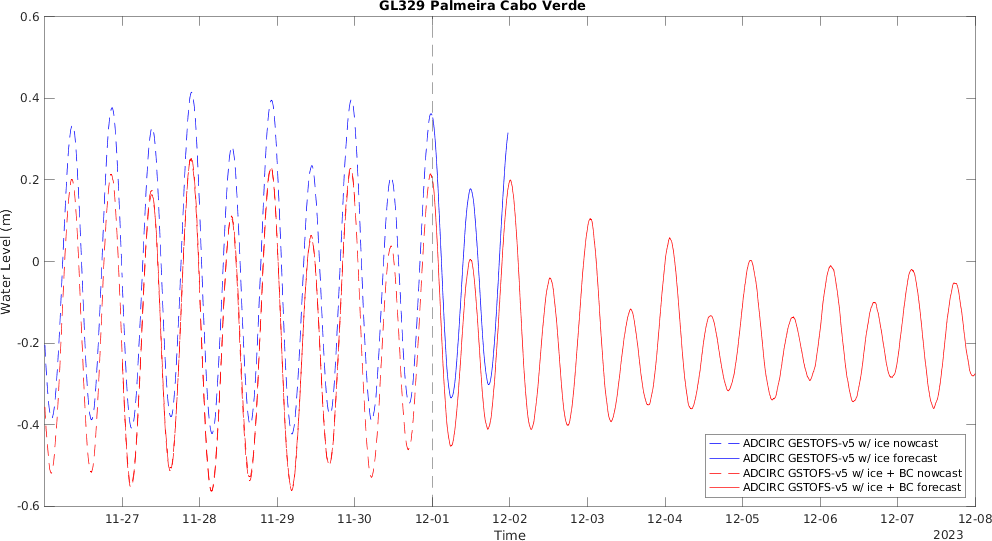 GL329 Palmeira Cabo Verde
Water Level (m)
0.6
0.4
0.2
0
-0.2
-0.4
-0.6
ADCIRC GESTOFS-v5 w/ ice nowcast
ADCIRC GESTOFS-v5 w/ ice forecast
ADCIRC GSTOFS-v5 w/ ice + BC nowcast
ADCIRC GSTOFS-v5 w/ ice + BC forecast
11-27 11-28 11-29 11-30 12-01 12-02 12-03 12-04 12-05 12-06 12-07 12-08
Time
2023